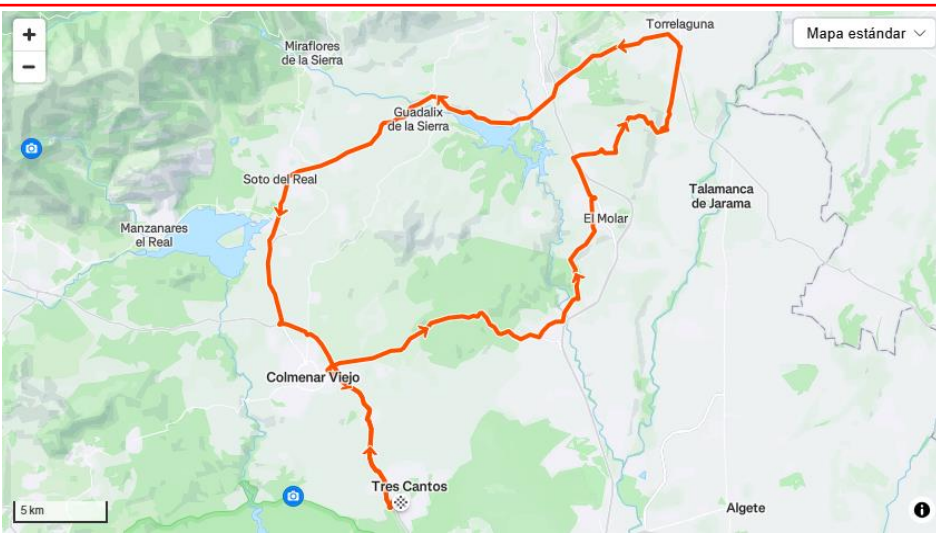 +
−
Mapa estándar
Torrelaguna
Miraflores
de la Sierra
Guadalix
de la Sierra
Soto del Real
Talamanca
de Jarama
Manzanares
el Real
El Molar
Colmenar Viejo
Tres Cantos
5 km
Algete
i